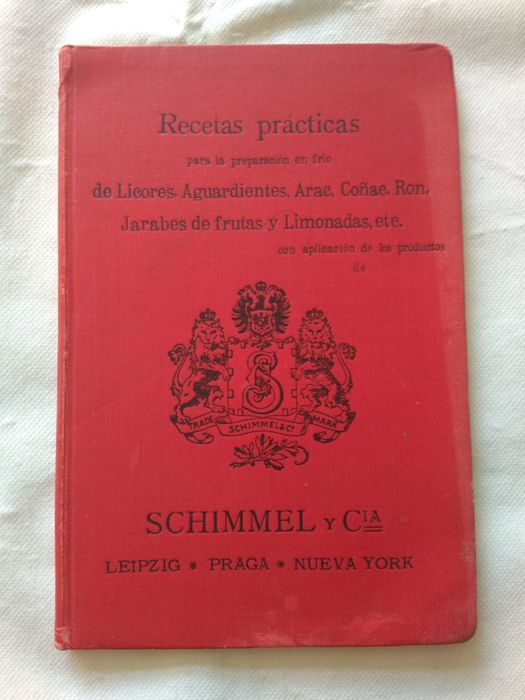 Recetas prácticas
para la preparación en frío
de Licores, Aguardientes, Arac, Coñac, Ron,
Jarabes de frutas y Limonadas, etc.
con aplicación de los productos
de
S
TRADE SCHIMMEL & Co. MARK
SCHIMMEL Y CIA
LEIPZIG * PRAGA * NUEVA YORK